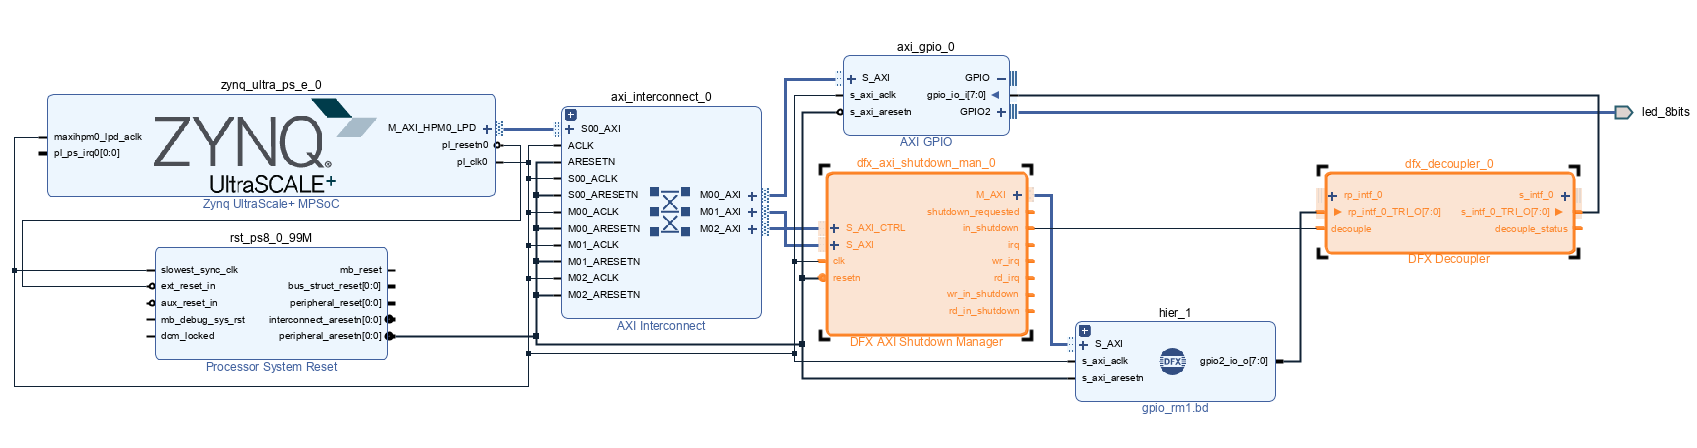 zynq_ultra_ps_e_0
maxihpm0_lpd_aclk
pl_ps_irq0[0:0]
ZYNQ
UltraSCALE+
M_AXI_HPM0_LPD
pl_resetn0
pl_clk0
Zynq UltraScale+ MPSoC
rst_ps8_0_99M
slowest_sync_clk
ext_reset_in
aux_reset_in
mb_debug_sys_rst
dcm_locked
mb_reset
bus_struct_reset[0:0]
peripheral_reset[0:0]
interconnect_aresetn[0:0]
peripheral_aresetn[0:0]
Processor System Reset
axi_interconnect_0
S00_AXI
ACLK
ARESETN
S00_ACLK
S00_ARESETN
M00_ACLK
M00_ARESETN
M01_ACLK
M01_ARESETN
M02_ACLK
M02_ARESETN
M00_AXI
M01_AXI
M02_AXI
AXI Interconnect
axi_gpio_0
S_AXI
s_axi_aclk
s_axi_aresetn
GPIO
gpio_io_i[7:0]
GPIO2
AXI GPIO
dfx_axi_shutdown_man_0
S_AXI_CTRL
S_AXI
clk
resetn
M_AXI
shutdown_requested
in_shutdown
irq
wr_irq
rd_irq
wr_in_shutdown
rd_in_shutdown
DFX AXI Shutdown Manager
hier_1
S_AXI
s_axi_aclk
s_axi_aresetn
DFX
gpio2_io_o[7:0]
gpio_rm1.bd
dfx_decoupler_0
rp_intf_0
rp_intf_0_TRI_O[7:0]
decouple
s_intf_0
s_intf_0_TRI_O[7:0]
decouple_status
DFX Decoupler
led_8bits